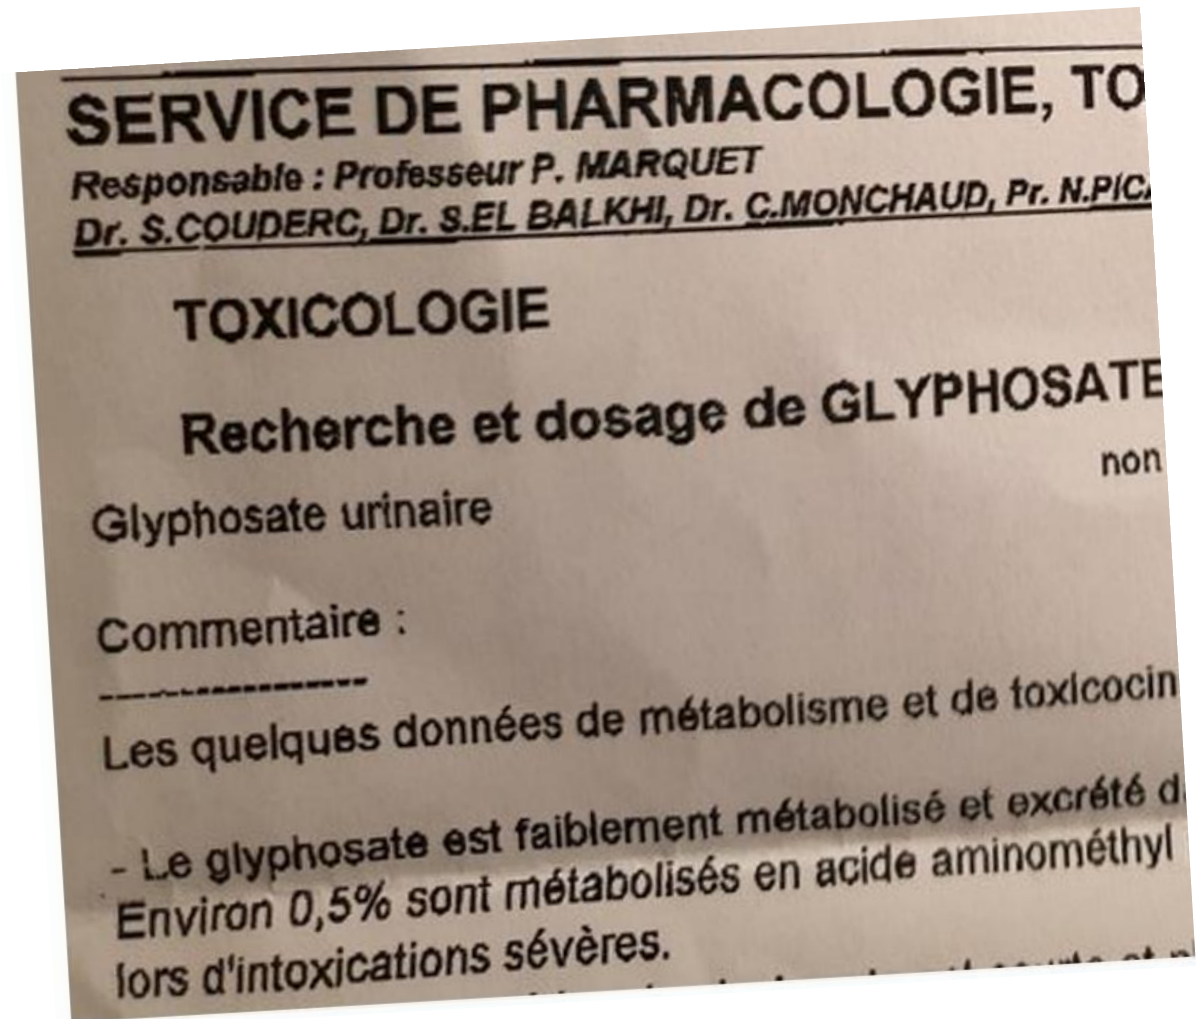 SERVICE DE PHARMACOLOGIE, TO
Responsable : Professeur P. MARQUET
Dr. S.COUDERC, Dr. S.EL BALKHI, Dr. C.MONCHAUD, Pr. N.PICA
TOXICOLOGIE
Recherche et dosage de GLYPHOSATE
non
Glyphosate urinaire
Commentaire :
-----------------
Les quelques données de métabolisme et de toxicocin
- Le glyphosate est faiblement métabolisé et excrété d
Environ 0,5% sont métabolisés en acide aminométhyl
lors d'intoxications sévères.